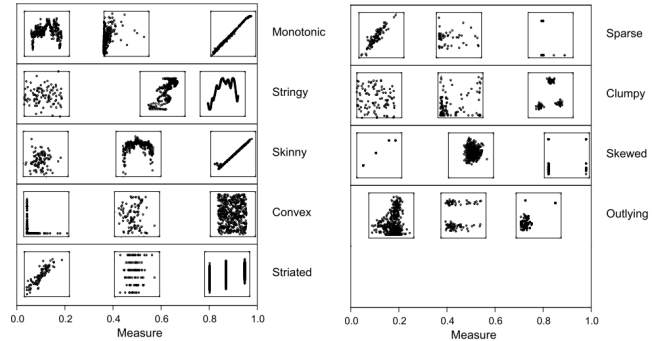 Monotonic
Stringy
Skinny
Convex
Striated
0.0 0.2 0.4 0.6 0.8 1.0
Measure
Sparse
Clumpy
Skewed
Outlying
0.0 0.2 0.4 0.6 0.8 1.0
Measure